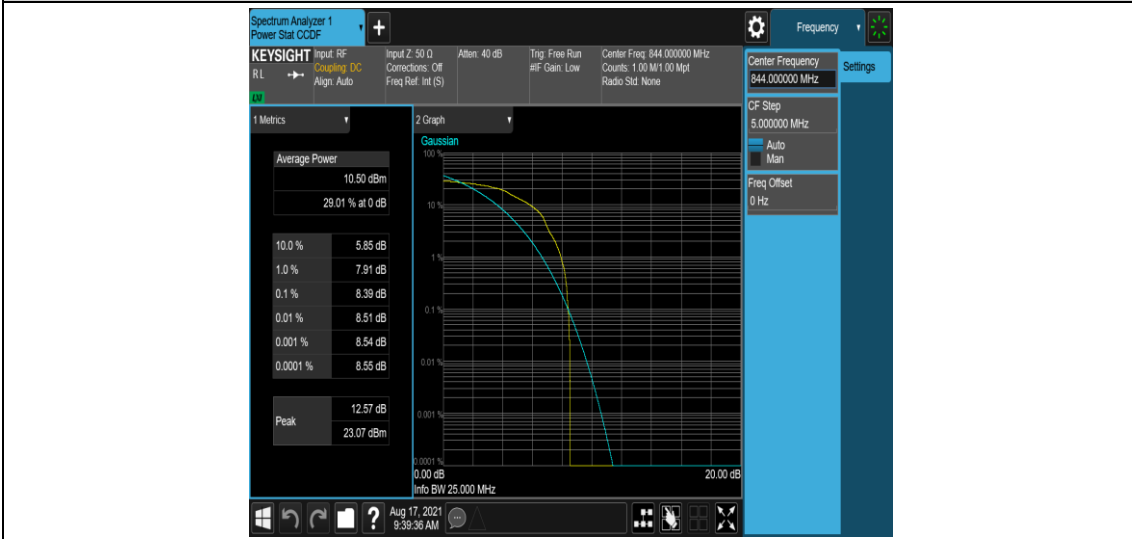 Spectrum Analyzer 1
Power Stat CCDF
+
Frequency
KEYSIGHT
RL
Input: RF
Coupling: DC
Align: Auto
Input Z: 50 Ω
Corrections: Off
Freq Ref: Int (S)
Atten: 40 dB
Trig: Free Run
#IF Gain: Low
Center Freq: 844.000000 MHz
Counts: 1.00 M/1.00 Mpt
Radio Std: None
Center Frequency
844.000000 MHz
Settings
CF Step
5.000000 MHz
Auto
Man
Freq Offset
0 Hz
1 Metrics
Average Power
10.50 dBm
29.01 % at 0 dB
10.0 % 5.85 dB
1.0 % 7.91 dB
0.1 % 8.39 dB
0.01 % 8.51 dB
0.001 % 8.54 dB
0.0001 % 8.55 dB
Peak
12.57 dB
23.07 dBm
2 Graph
Gaussian
100 %
10 %
1 %
0.1 %
0.01 %
0.001 %
0.0001 %
0.00 dB
20.00 dB
Info BW 25.000 MHz
?
Aug 17, 2021
9:39:36 AM